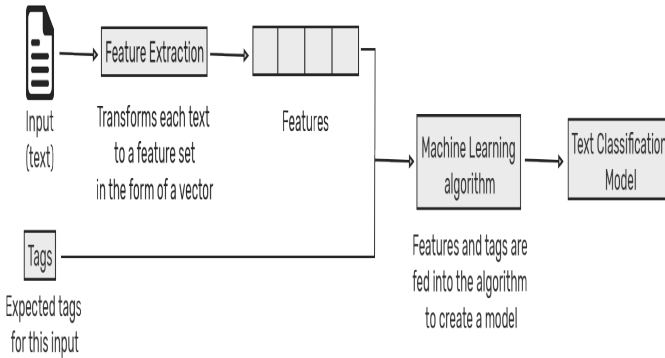 Input
(text)
Feature Extraction
Transforms each text
to a feature set
in the form of a vector
Features
Tags
Expected tags
for this input
Machine Learning
algorithm
Features and tags are
fed into the algorithm
to create a model
Text Classification
Model